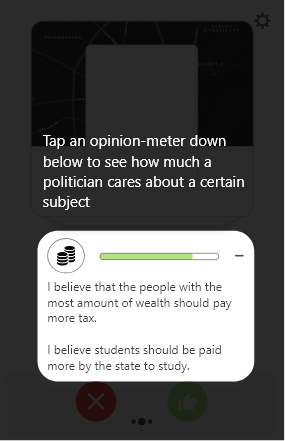 Tap an opinion-meter down
below to see how much a
politician cares about a certain
subject
I believe that the people with the
most amount of wealth should pay
more tax.
I believe students should be paid
more by the state to study.